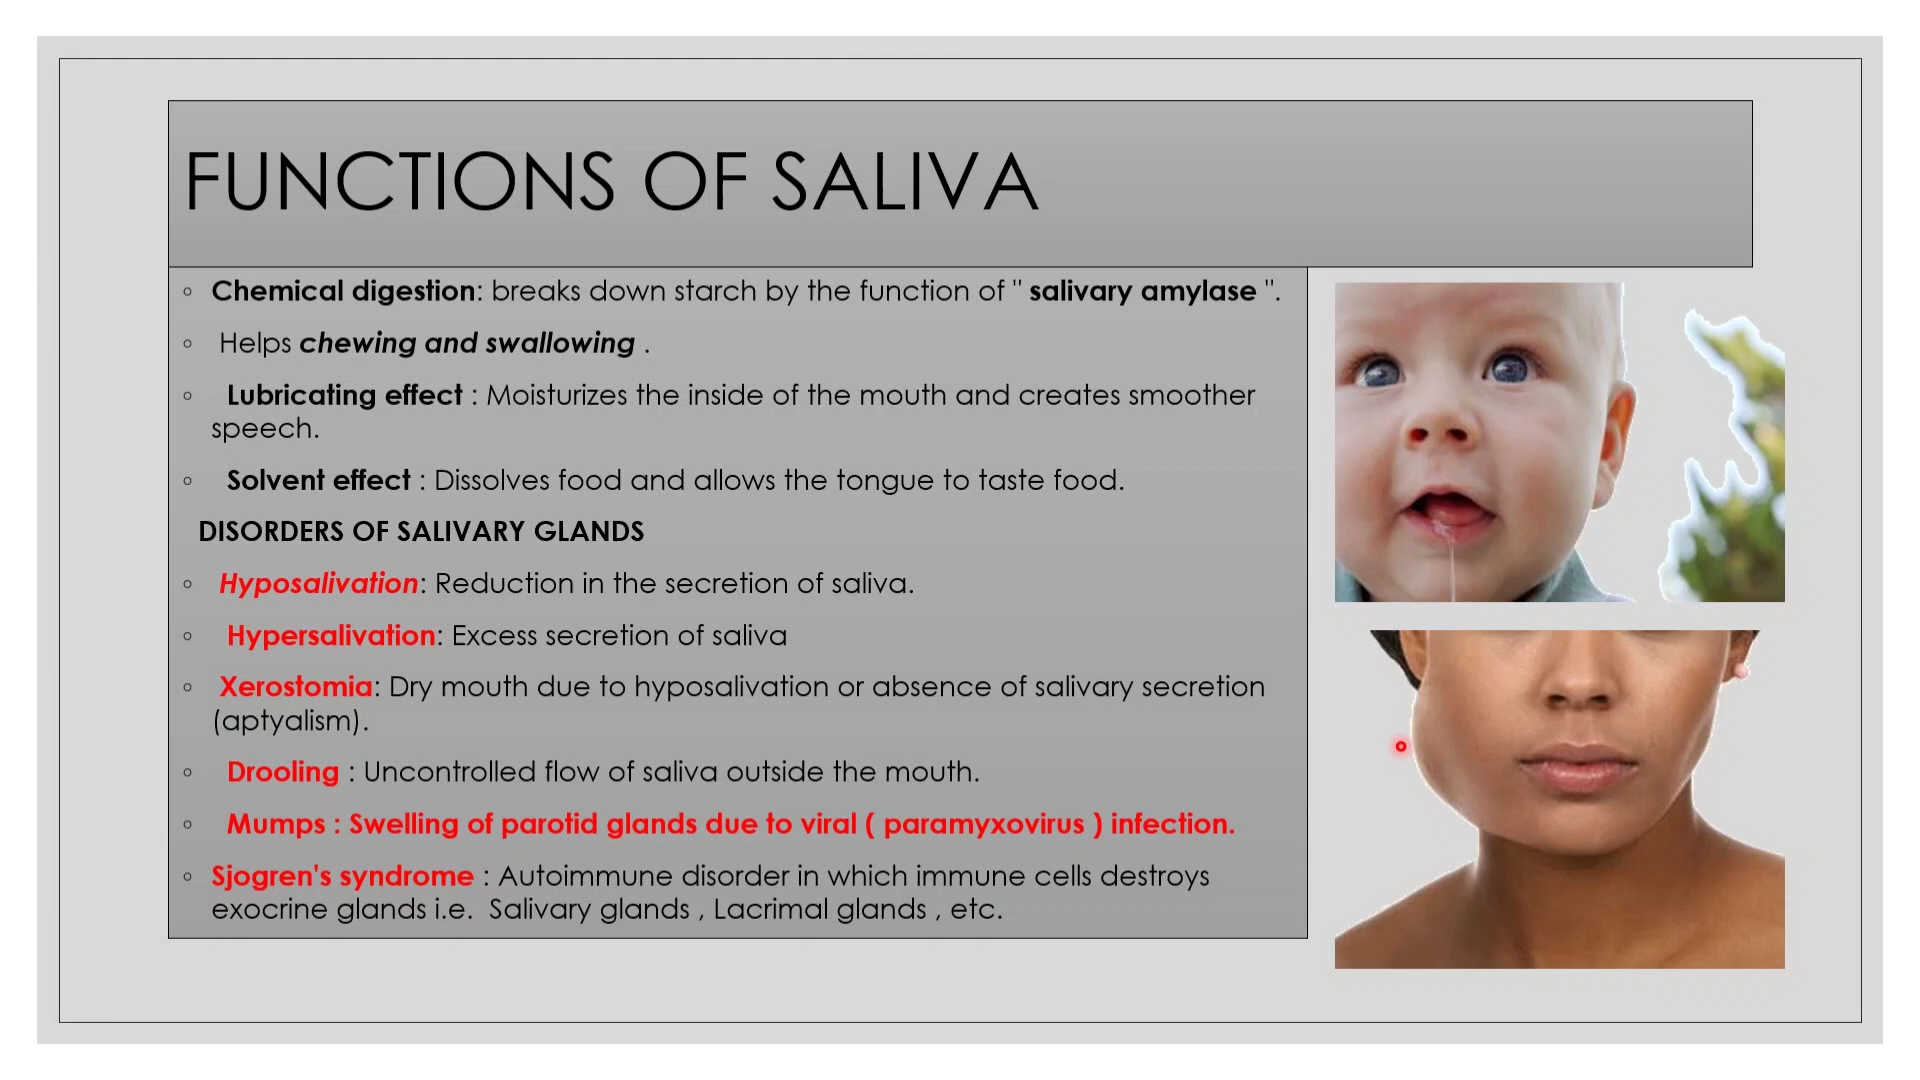 FUNCTIONS OF SALIVA
◦ Chemical digestion: breaks down starch by the function of " salivary amylase ".
◦ Helps chewing and swallowing .
◦ Lubricating effect : Moisturizes the inside of the mouth and creates smoother
speech.
◦ Solvent effect : Dissolves food and allows the tongue to taste food.
DISORDERS OF SALIVARY GLANDS
◦ Hyposalivation: Reduction in the secretion of saliva.
◦ Hypersalivation: Excess secretion of saliva
◦ Xerostomia: Dry mouth due to hyposalivation or absence of salivary secretion
(aptyalism).
◦ Drooling : Uncontrolled flow of saliva outside the mouth.
◦ Mumps : Swelling of parotid glands due to viral ( paramyxovirus ) infection.
◦ Sjogren's syndrome : Autoimmune disorder in which immune cells destroys
exocrine glands i.e. Salivary glands , Lacrimal glands , etc.